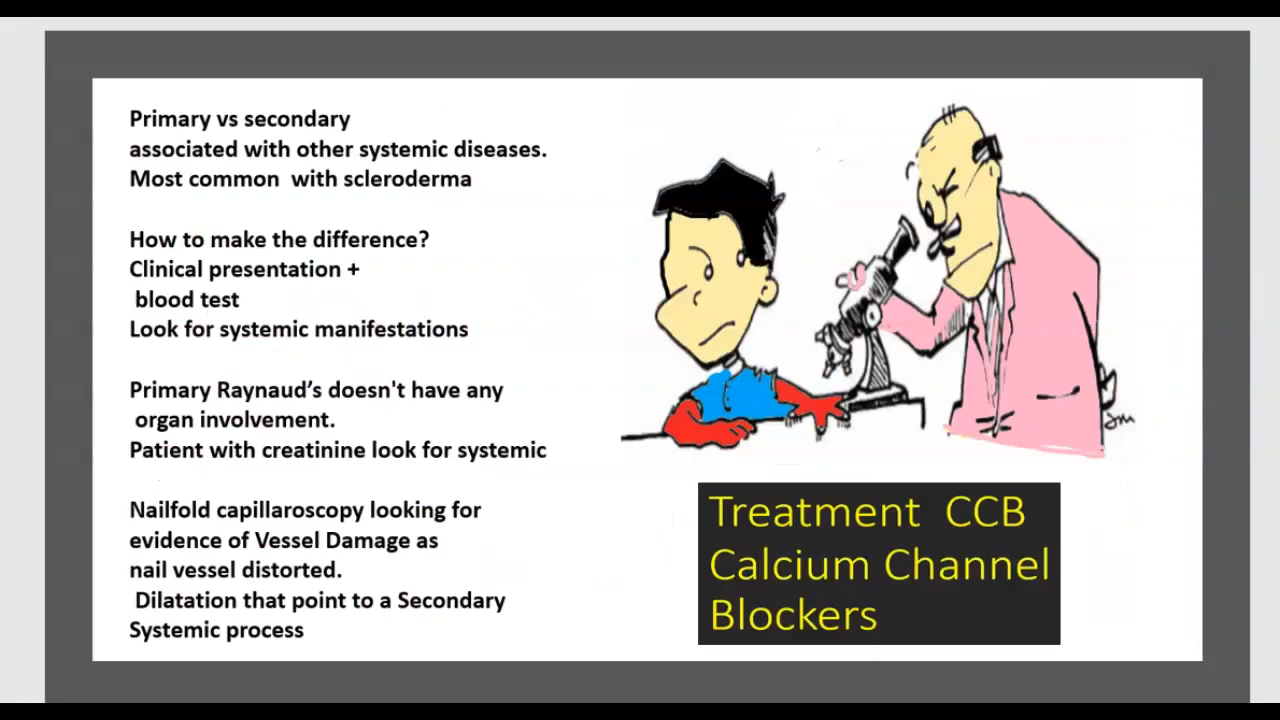 Primary vs secondary
associated with other systemic diseases.
Most common with scleroderma
How to make the difference?
Clinical presentation +
blood test
Look for systemic manifestations
Primary Raynaud’s doesn't have any
organ involvement.
Patient with creatinine look for systemic
Nailfold capillaroscopy looking for
evidence of Vessel Damage as
nail vessel distorted.
Dilatation that point to a Secondary
Systemic process
Treatment CCB
Calcium Channel
Blockers